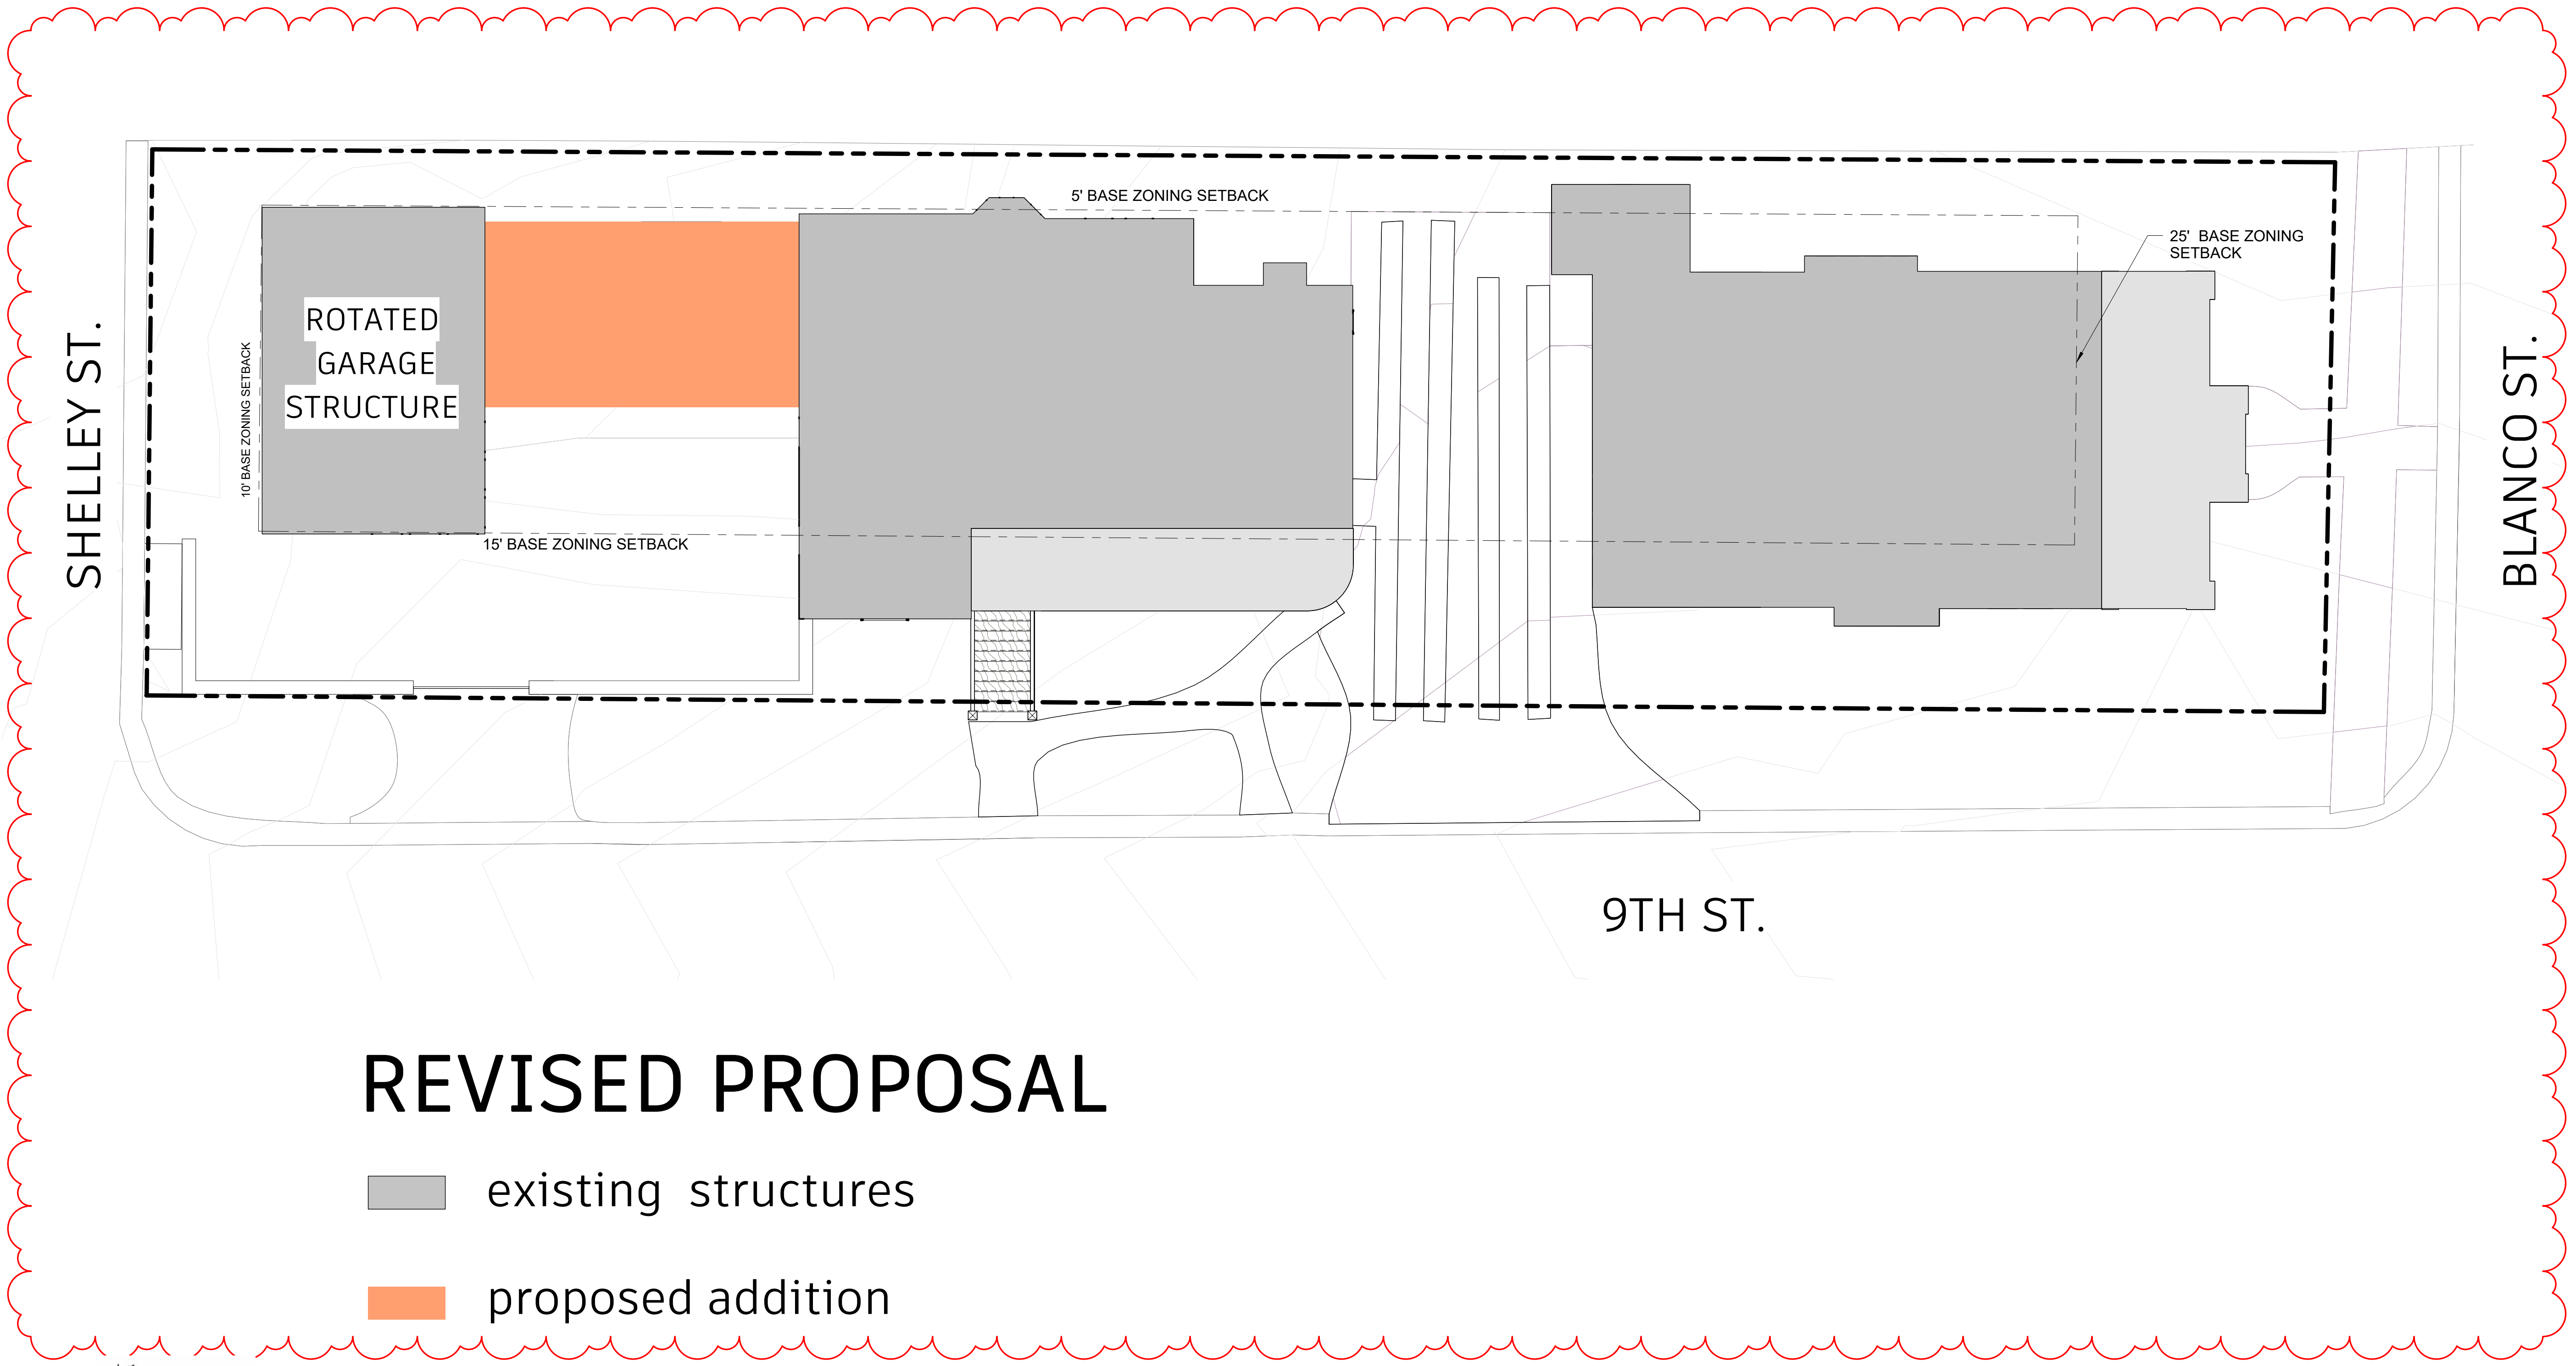 5' BASE ZONING SETBACK
25'  BASE ZONING
SETBACK
ROTATED
GARAGE
STRUCTURE
10' BASE ZONING SETBACK
SHELLEY ST.
BLANCO ST.
15' BASE ZONING SETBACK
9TH ST.
REVISED PROPOSAL
existing structures
proposed addition